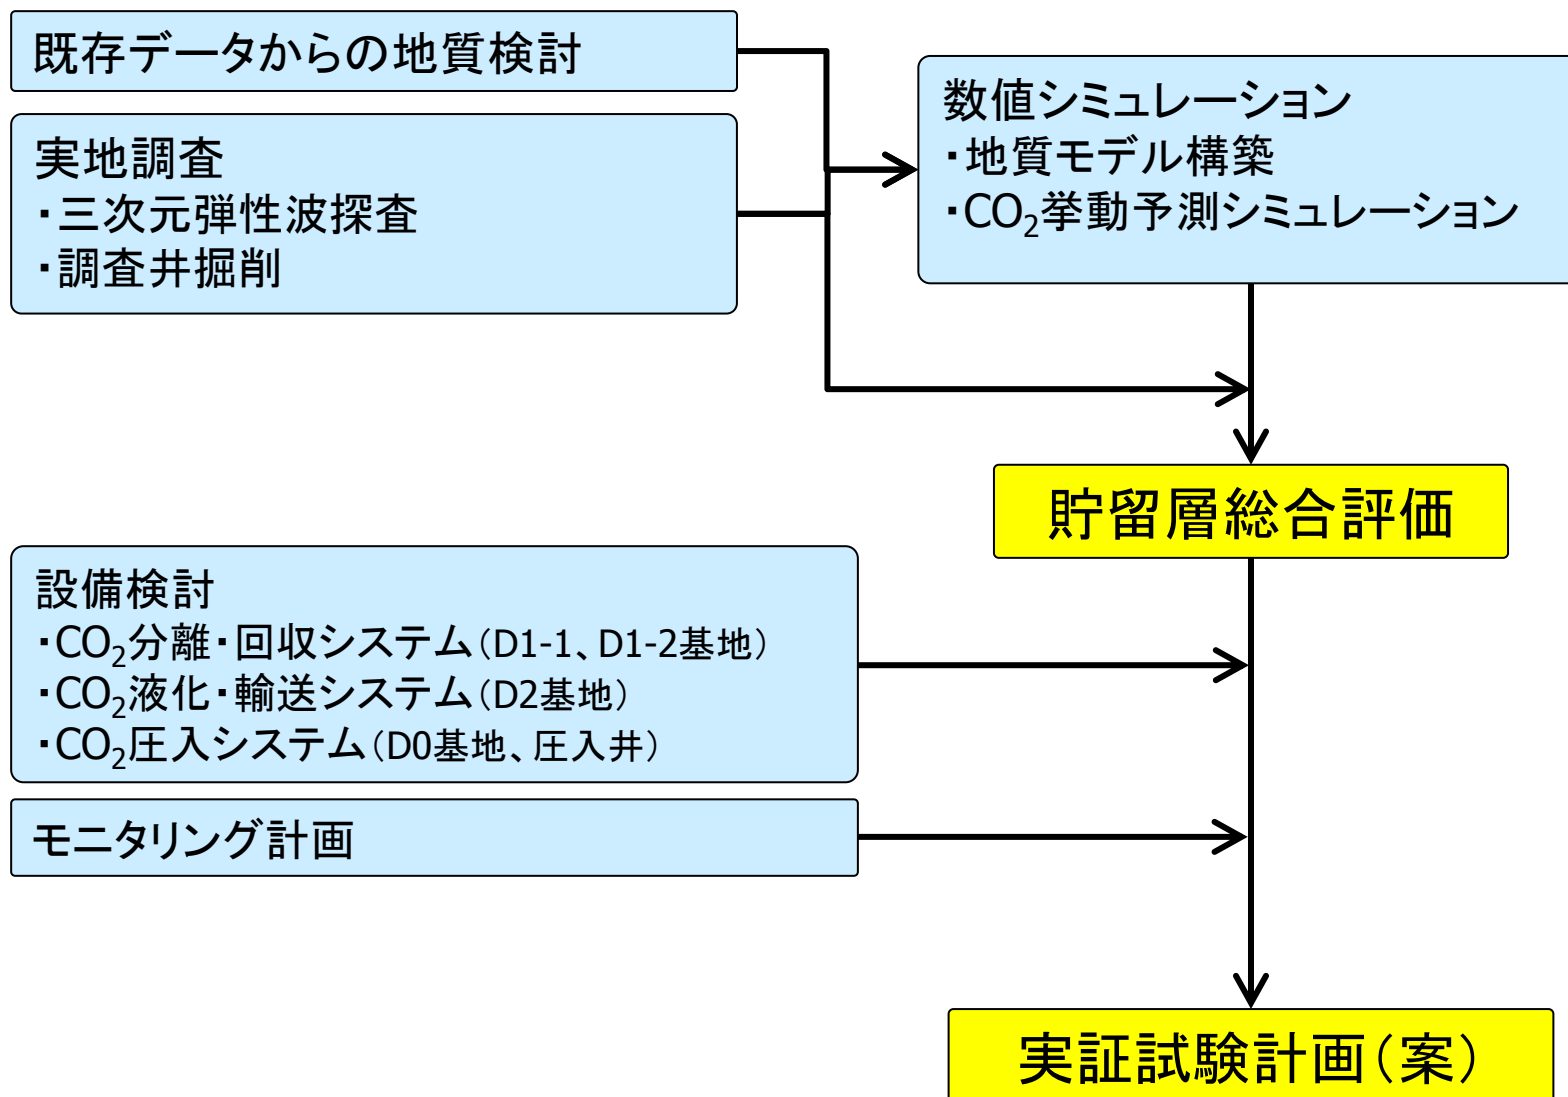 既存データからの地質検討
実地調査
・三次元弾性波探査
・調査井掘削
数値シミュレーション
・地質モデル構築
・CO₂挙動予測シミュレーション
貯留層総合評価
設備検討
・CO₂分離・回収システム（D1-1、D1-2基地）
・CO₂液化・輸送システム（D2基地）
・CO₂圧入システム（D0基地、圧入井）
モニタリング計画
実証試験計画（案）